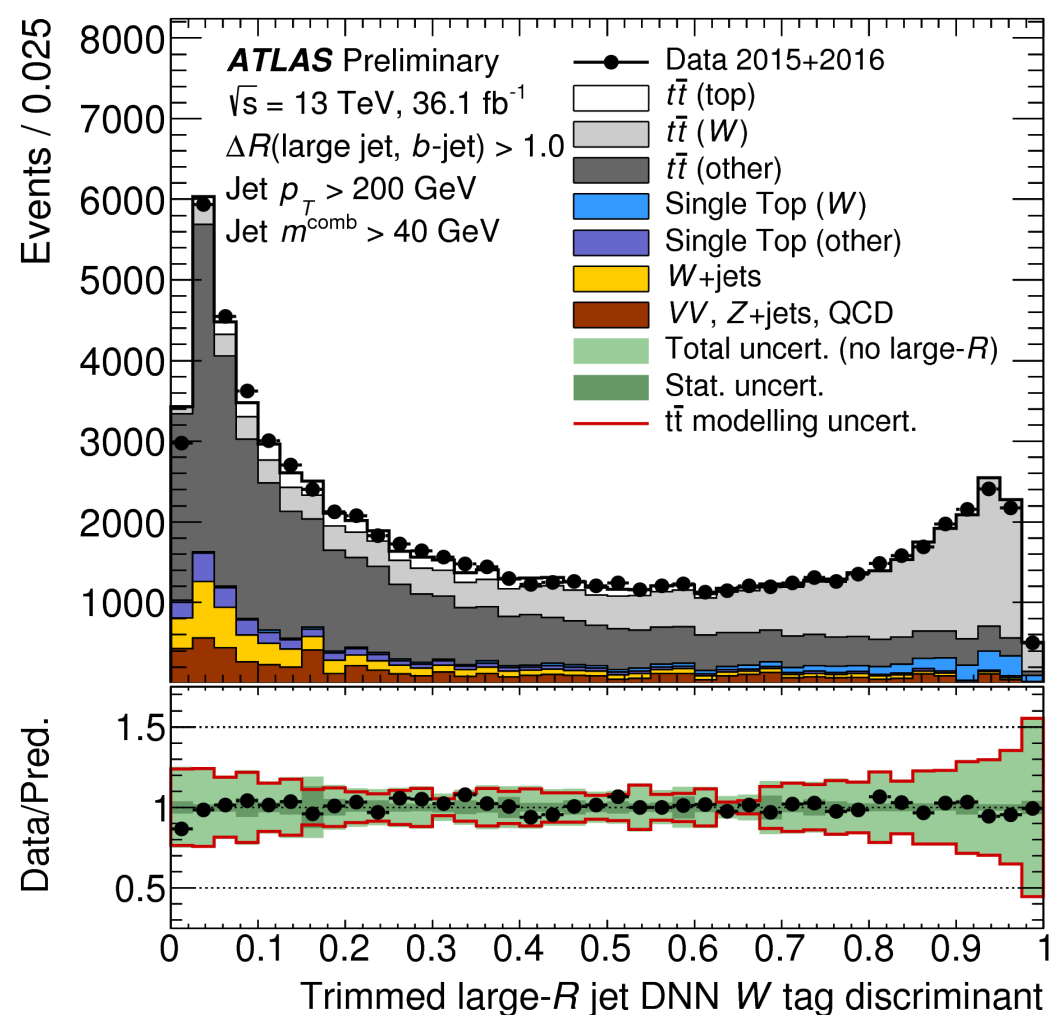 Events / 0.025
8000
7000
6000
5000
4000
3000
2000
1000
ATLAS Preliminary
√s = 13 TeV, 36.1 fb⁻¹
ΔR(large jet, b-jet) > 1.0
Jet p_T > 200 GeV
Jet m^comb > 40 GeV
Data 2015+2016
tt̄ (top)
tt̄ (W)
tt̄ (other)
Single Top (W)
Single Top (other)
W+jets
VV, Z+jets, QCD
Total uncert. (no large-R)
Stat. uncert.
tt̄ modelling uncert.
Data/Pred.
1.5
1
0.5
0 0.1 0.2 0.3 0.4 0.5 0.6 0.7 0.8 0.9 1
Trimmed large-R jet DNN W tag discriminant